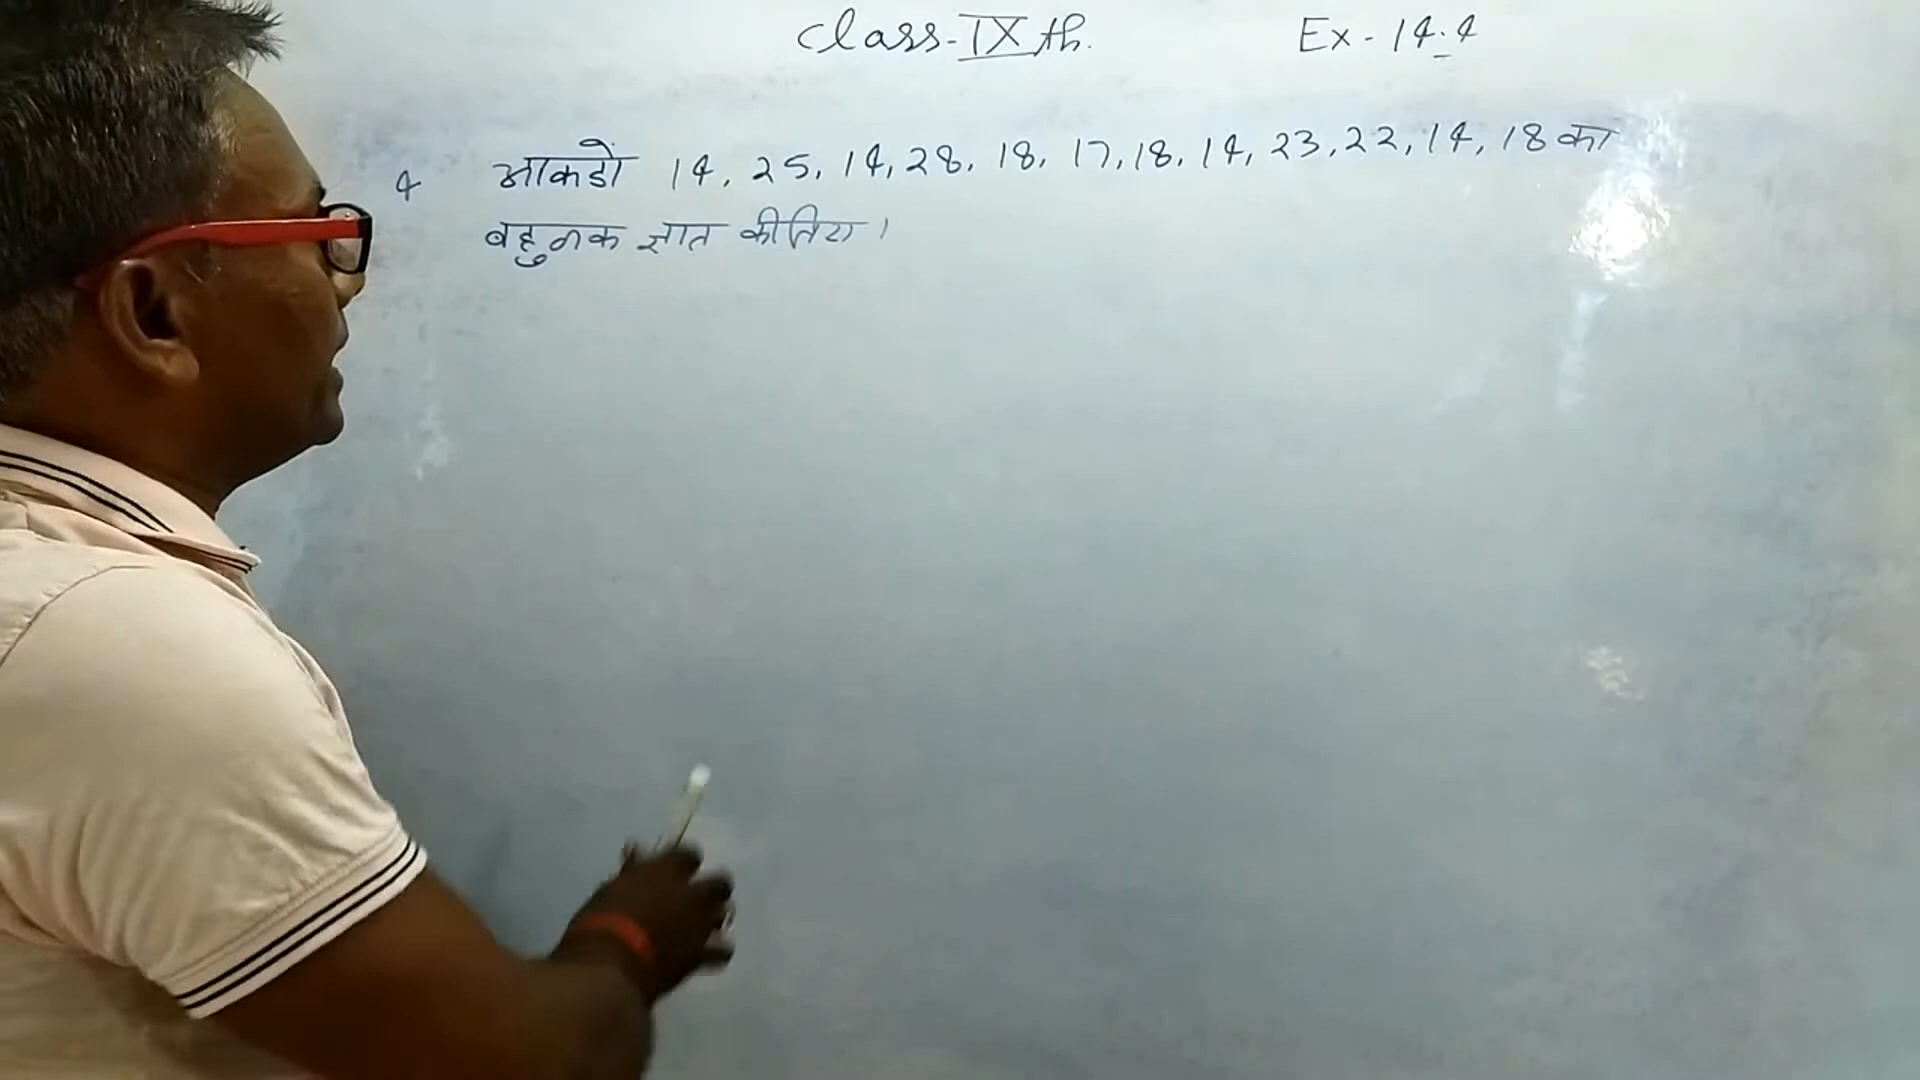 Class-IXth. Ex-14.4
4 आकडों 14, 25, 14, 28, 18, 17, 18, 14, 23, 22, 14, 18 का
बहुलक ज्ञात कीजिए।